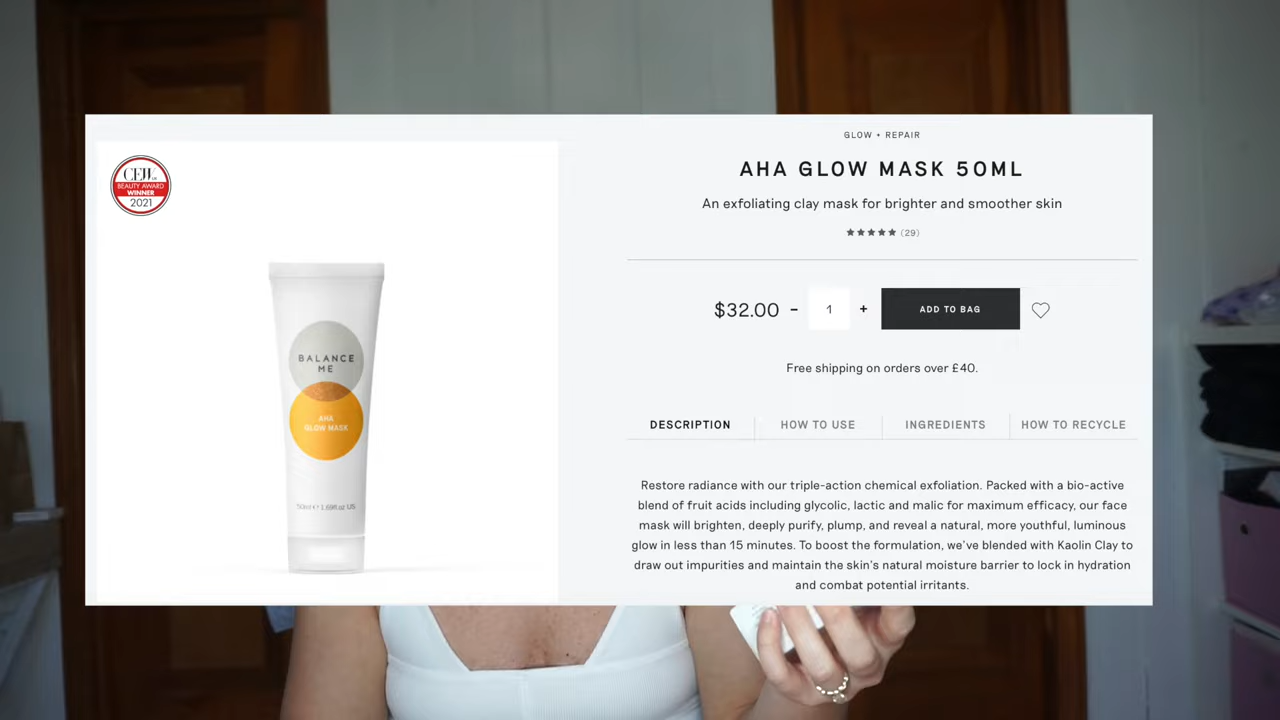 CEW UK
BEAUTY AWARD
WINNER
2021
BALANCE
ME
AHA
GLOW MASK
50ml e 1.69fl.oz US
GLOW + REPAIR
AHA GLOW MASK 50ML
An exfoliating clay mask for brighter and smoother skin
★★★★★ (29)
$32.00 - 1 + ADD TO BAG
Free shipping on orders over £40.
DESCRIPTION HOW TO USE INGREDIENTS HOW TO RECYCLE
Restore radiance with our triple-action chemical exfoliation. Packed with a bio-active
blend of fruit acids including glycolic, lactic and malic for maximum efficacy, our face
mask will brighten, deeply purify, plump, and reveal a natural, more youthful, luminous
glow in less than 15 minutes. To boost the formulation, we've blended with Kaolin Clay to
draw out impurities and maintain the skin's natural moisture barrier to lock in hydration
and combat potential irritants.